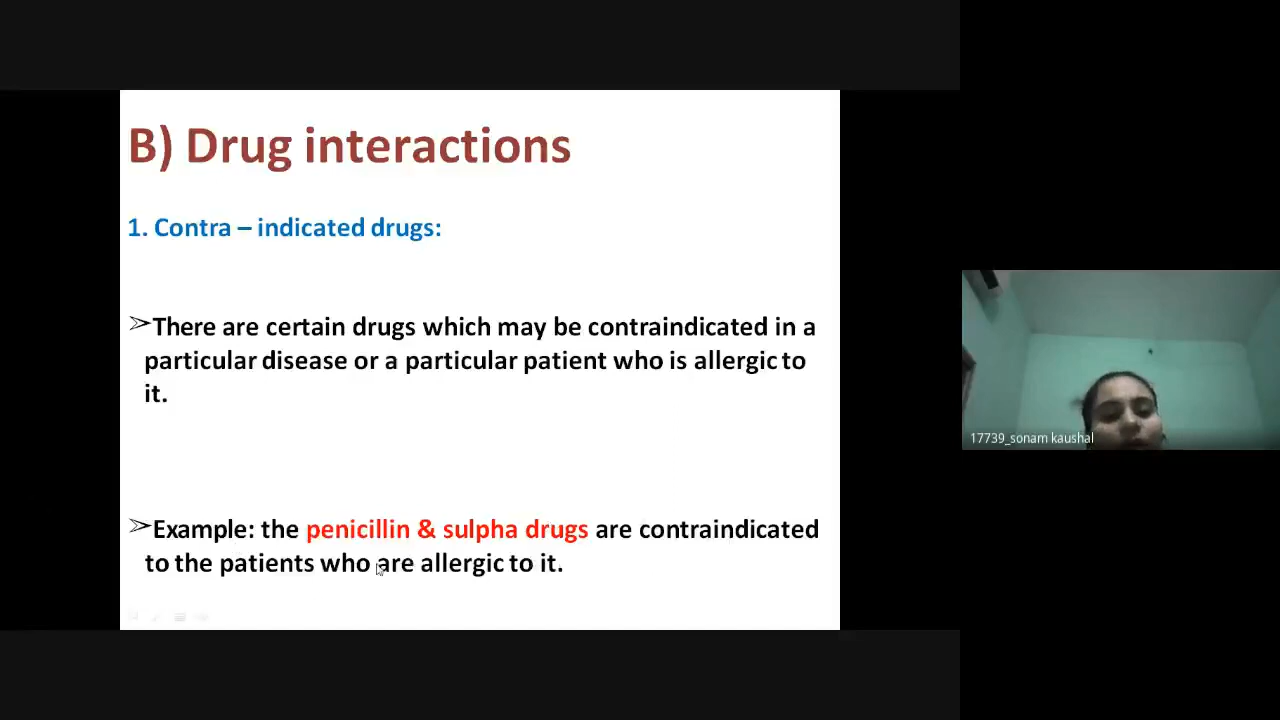 B) Drug interactions
1. Contra – indicated drugs:
➢There are certain drugs which may be contraindicated in a
particular disease or a particular patient who is allergic to
it.
➢Example: the penicillin & sulpha drugs are contraindicated
to the patients who are allergic to it.
17739_sonam kaushal